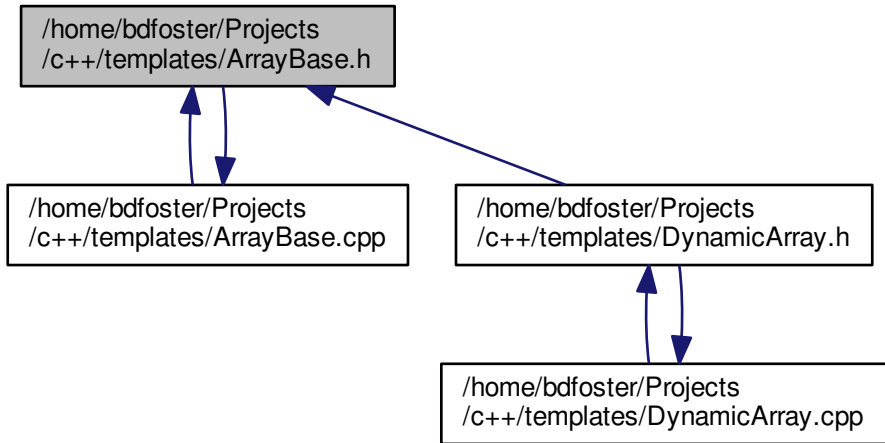 /home/bdfoster/Projects
/c++/templates/ArrayBase.h
/home/bdfoster/Projects
/c++/templates/ArrayBase.cpp
/home/bdfoster/Projects
/c++/templates/DynamicArray.h
/home/bdfoster/Projects
/c++/templates/DynamicArray.cpp